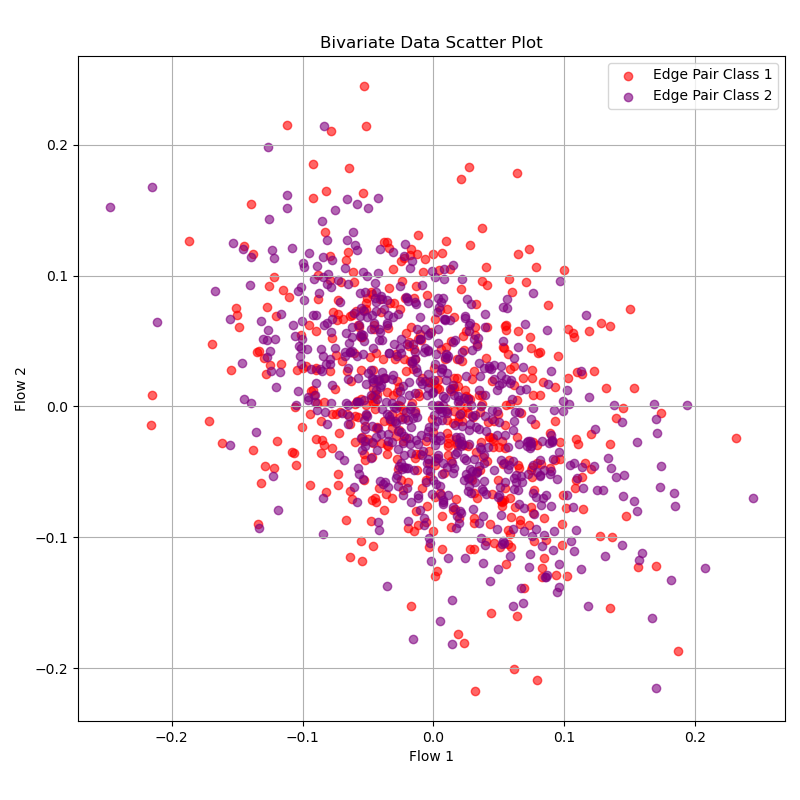 Bivariate Data Scatter Plot
Edge Pair Class 1
Edge Pair Class 2
Flow 2
0.2
0.1
0.0
−0.1
−0.2
−0.2 −0.1 0.0 0.1 0.2
Flow 1